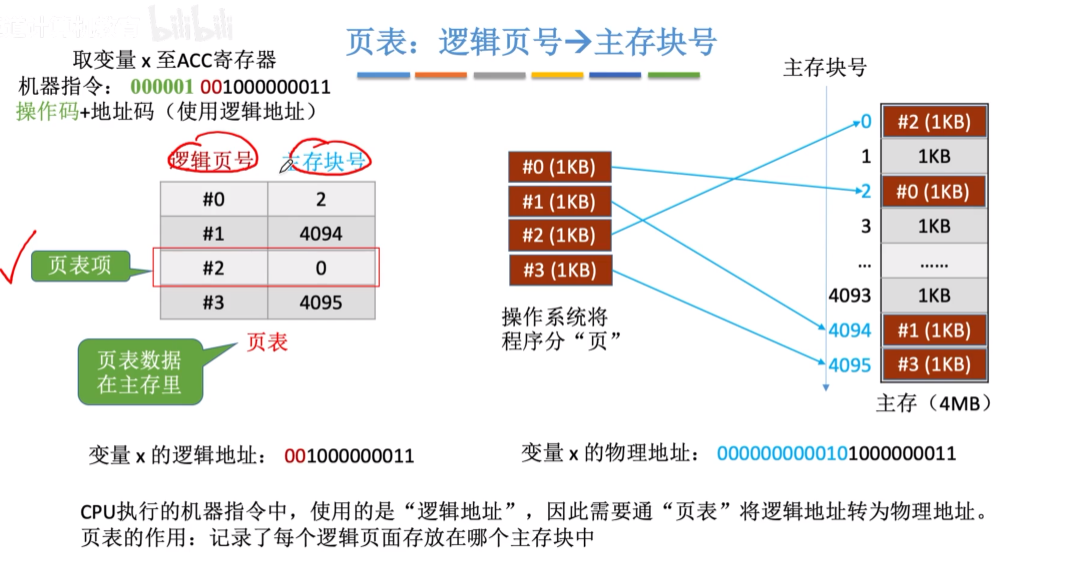 bilibili
页表：逻辑页号→主存块号
取变量 x 至ACC寄存器
机器指令： 000001 001000000011
操作码+地址码（使用逻辑地址）
逻辑页号 主存块号
#0 2
#1 4094
#2 0
#3 4095
页表项
页表
页表数据
在主存里
#0 (1KB)
#1 (1KB)
#2 (1KB)
#3 (1KB)
操作系统将
程序分“页”
主存块号
0 #2 (1KB)
1 1KB
2 #0 (1KB)
3 1KB
... ……
4093 1KB
4094 #1 (1KB)
4095 #3 (1KB)
主存（4MB）
变量 x 的逻辑地址： 001000000011
变量 x 的物理地址： 0000000000101000000011
CPU执行的机器指令中，使用的是“逻辑地址”，因此需要通“页表”将逻辑地址转为物理地址。
页表的作用：记录了每个逻辑页面存放在哪个主存块中